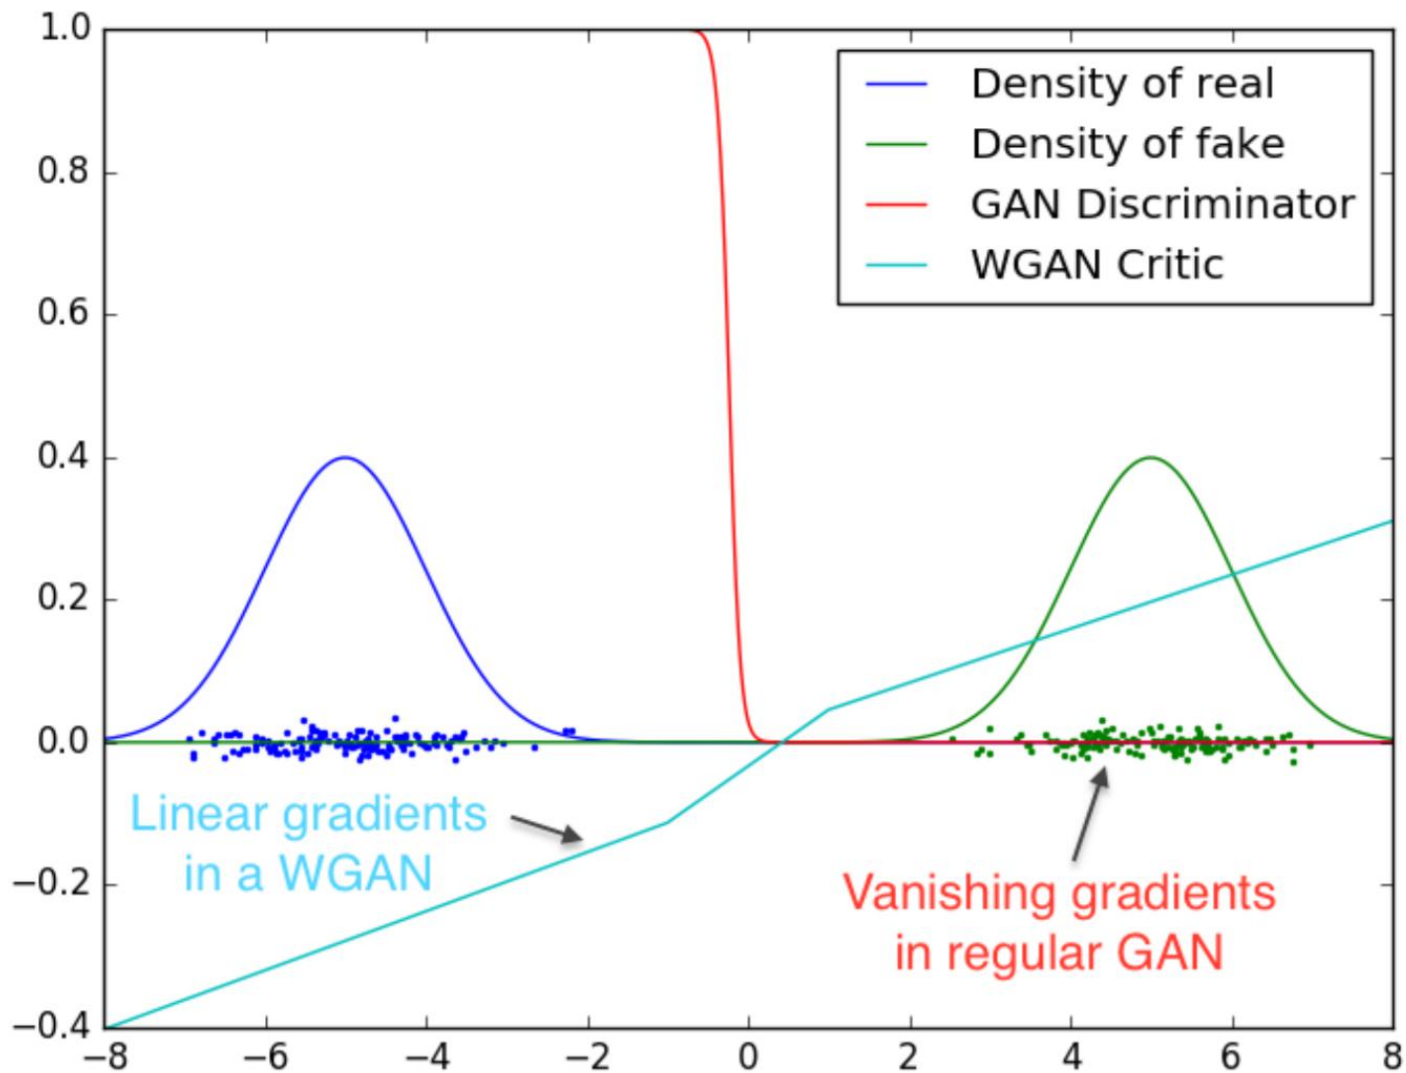 1.0
0.8
0.6
0.4
0.2
0.0
−0.2
−0.4
Density of real
Density of fake
GAN Discriminator
WGAN Critic
Linear gradients
in a WGAN
Vanishing gradients
in regular GAN
−8 −6 −4 −2 0 2 4 6 8